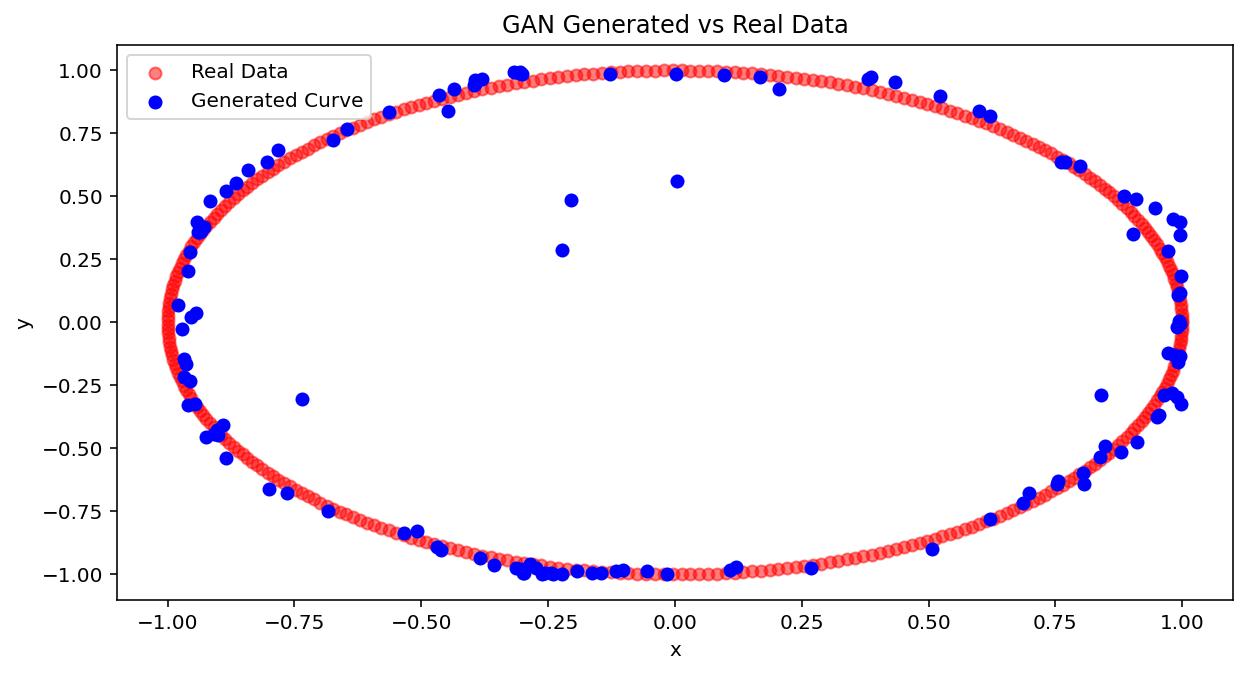 GAN Generated vs Real Data
Real Data
Generated Curve
1.00
0.75
0.50
0.25
0.00
−0.25
−0.50
−0.75
−1.00
y
−1.00 −0.75 −0.50 −0.25 0.00 0.25 0.50 0.75 1.00
x